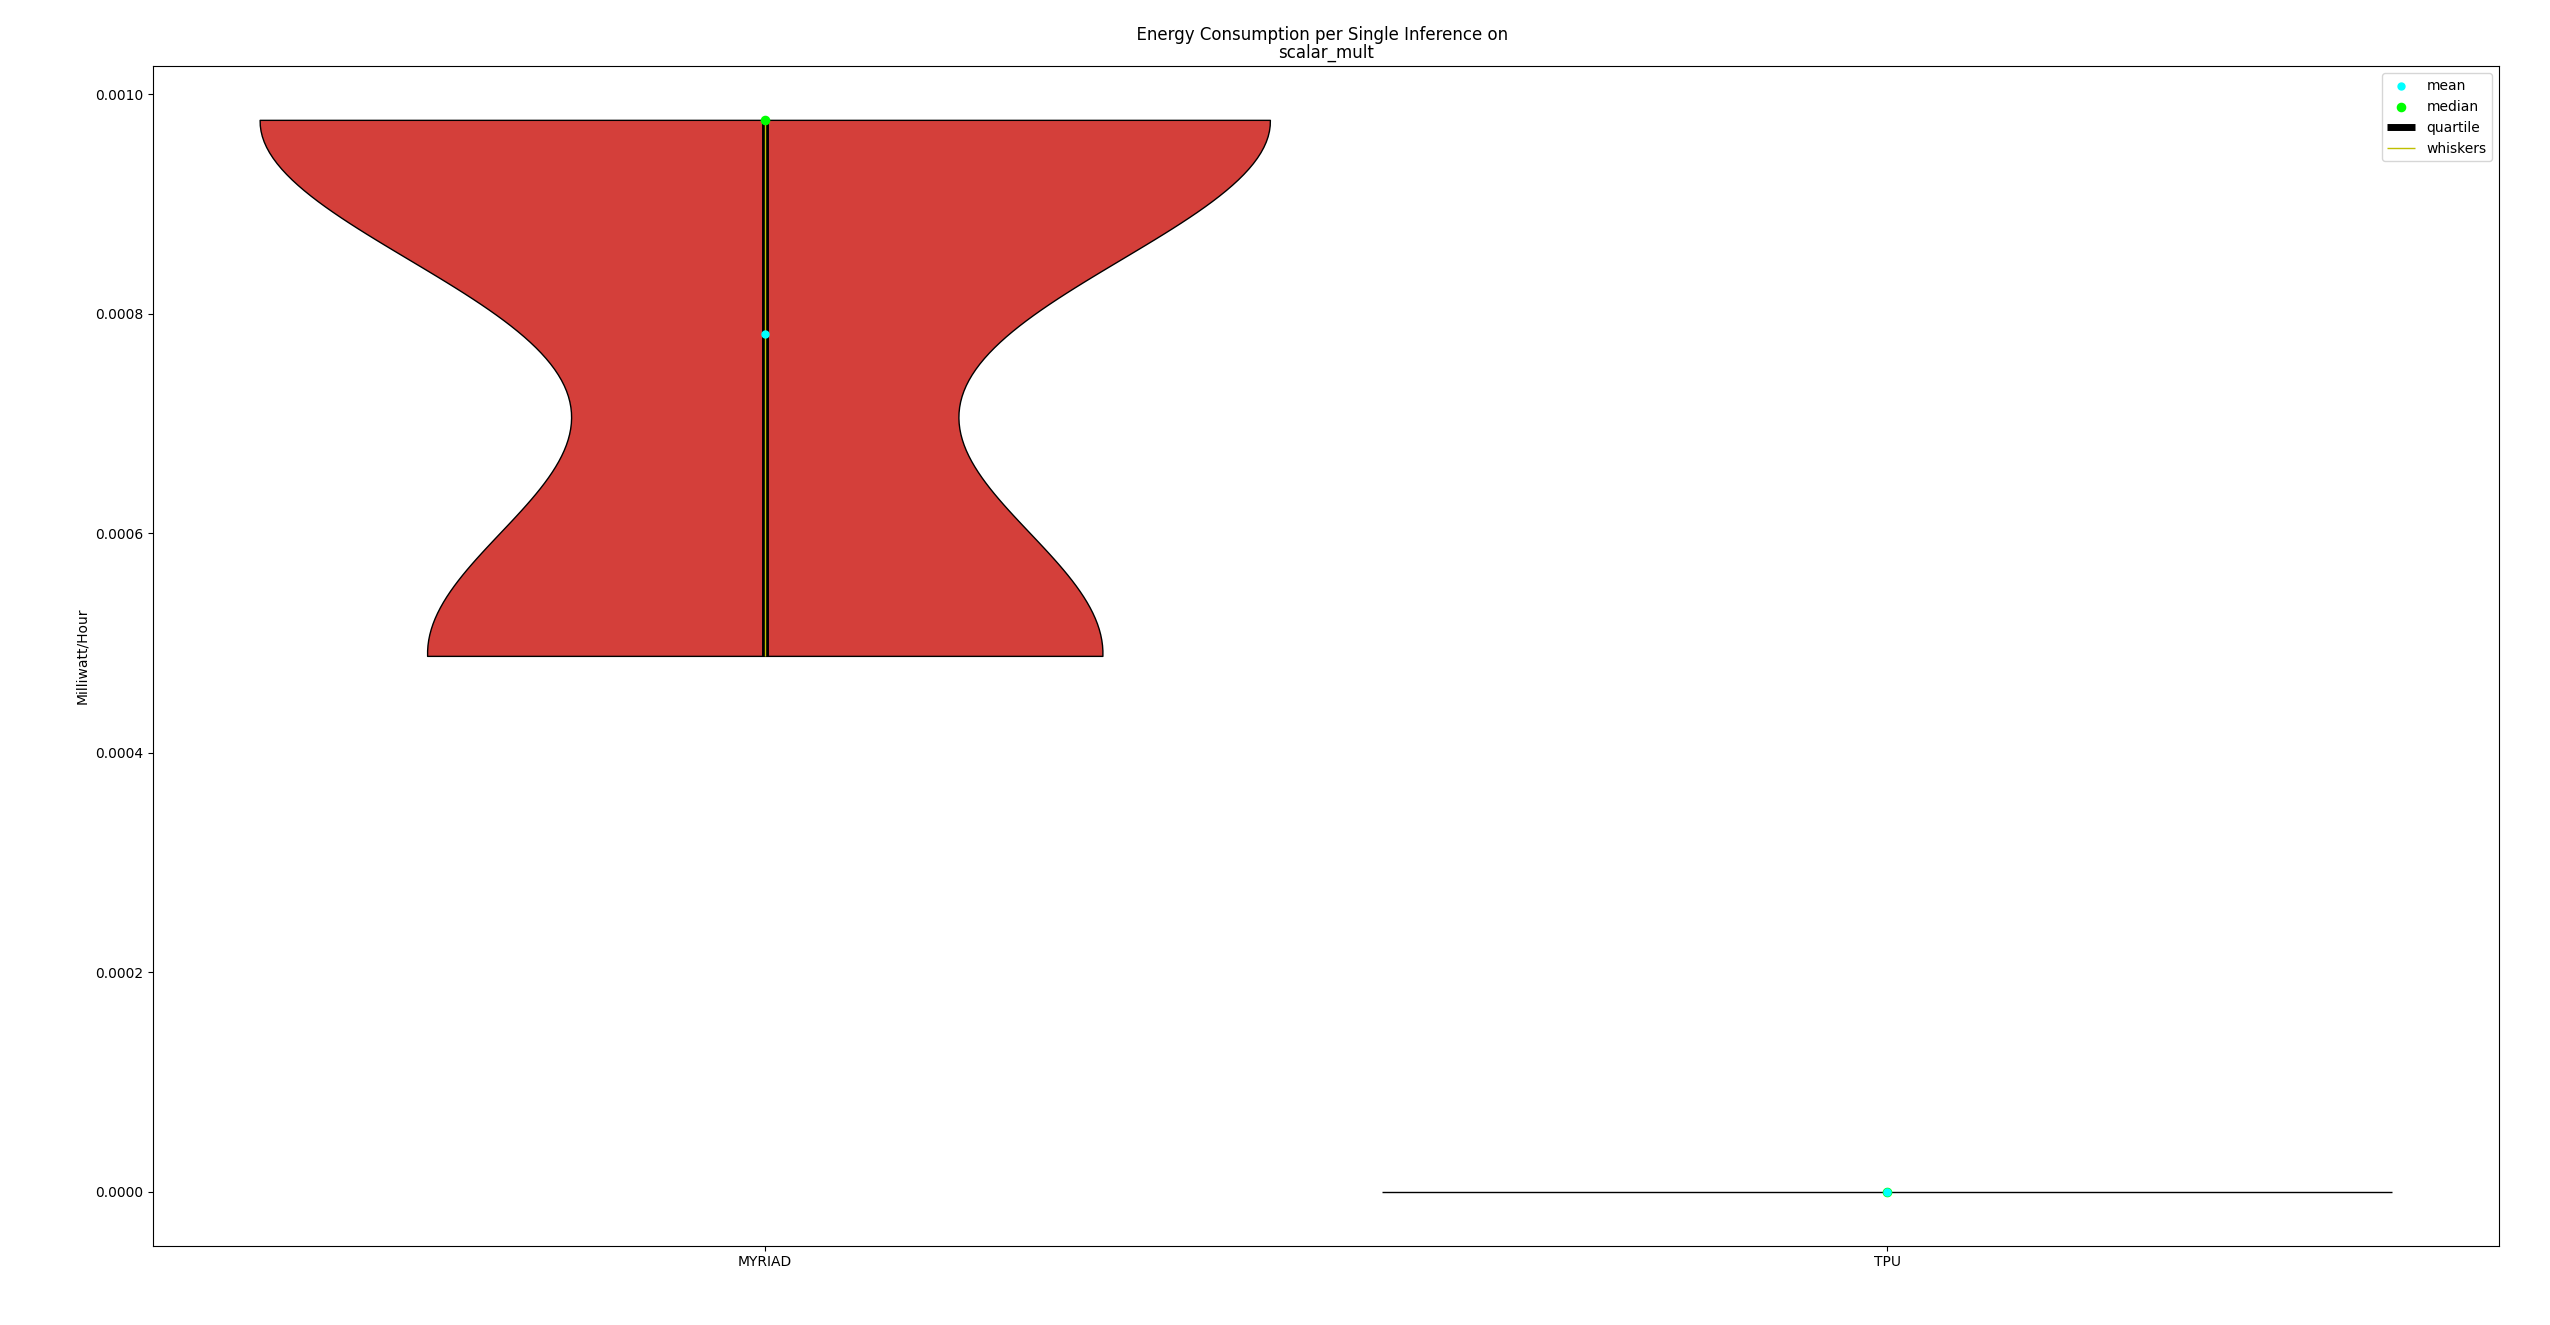 Energy Consumption per Single Inference on
scalar_mult
mean
median
quartile
whiskers
Milliwatt/Hour
0.0010
0.0008
0.0006
0.0004
0.0002
0.0000
MYRIAD
TPU